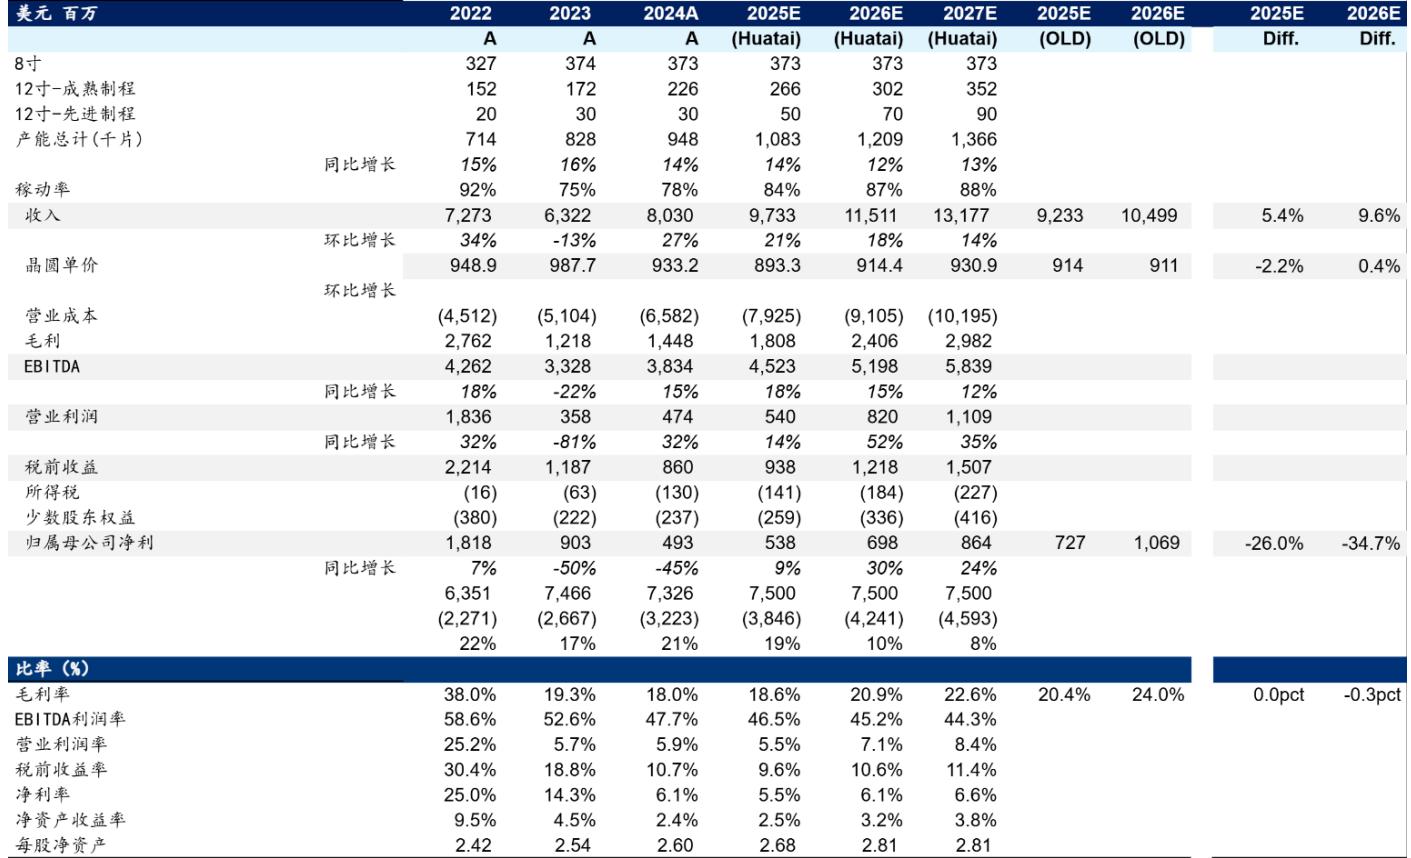 美元 百万 2022 2023 2024A 2025E 2026E 2027E 2025E 2026E 2025E 2026E
A A A (Huatai) (Huatai) (Huatai) (OLD) (OLD) Diff. Diff.
8寸 327 374 373 373 373 373
12寸-成熟制程 152 172 226 266 302 352
12寸-先进制程 20 30 30 50 70 90
产能总计(千片) 714 828 948 1,083 1,209 1,366
同比增长 15% 16% 14% 14% 12% 13%
稼动率 92% 75% 78% 84% 87% 88%
收入 7,273 6,322 8,030 9,733 11,511 13,177 9,233 10,499 5.4% 9.6%
环比增长 34% -13% 27% 21% 18% 14%
晶圆单价 948.9 987.7 933.2 893.3 914.4 930.9 914 911 -2.2% 0.4%
环比增长
营业成本 (4,512) (5,104) (6,582) (7,925) (9,105) (10,195)
毛利 2,762 1,218 1,448 1,808 2,406 2,982
EBITDA 4,262 3,328 3,834 4,523 5,198 5,839
同比增长 18% -22% 15% 18% 15% 12%
营业利润 1,836 358 474 540 820 1,109
同比增长 32% -81% 32% 14% 52% 35%
税前收益 2,214 1,187 860 938 1,218 1,507
所得税 (16) (63) (130) (141) (184) (227)
少数股东权益 (380) (222) (237) (259) (336) (416)
归属母公司净利 1,818 903 493 538 698 864 727 1,069 -26.0% -34.7%
同比增长 7% -50% -45% 9% 30% 24%
6,351 7,466 7,326 7,500 7,500 7,500
(2,271) (2,667) (3,223) (3,846) (4,241) (4,593)
22% 17% 21% 19% 10% 8%
比率 (%)
毛利率 38.0% 19.3% 18.0% 18.6% 20.9% 22.6% 20.4% 24.0% 0.0pct -0.3pct
EBITDA利润率 58.6% 52.6% 47.7% 46.5% 45.2% 44.3%
营业利润率 25.2% 5.7% 5.9% 5.5% 7.1% 8.4%
税前收益率 30.4% 18.8% 10.7% 9.6% 10.6% 11.4%
净利率 25.0% 14.3% 6.1% 5.5% 6.1% 6.6%
净资产收益率 9.5% 4.5% 2.4% 2.5% 3.2% 3.8%
每股净资产 2.42 2.54 2.60 2.68 2.81 2.81